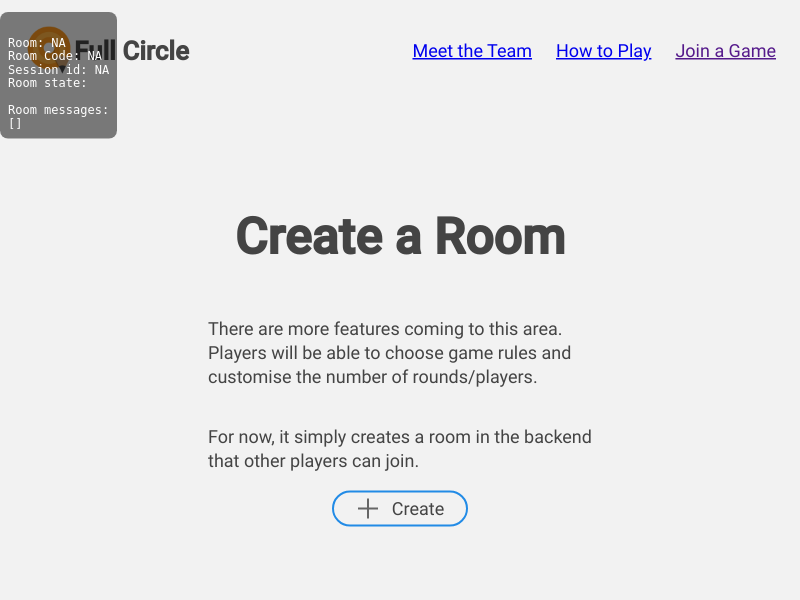 Room: NA
Room Code: NA
Session id: NA
Room state:
Room messages:
[]
Full Circle
Meet the Team
How to Play
Join a Game
Create a Room
There are more features coming to this area.
Players will be able to choose game rules and
customise the number of rounds/players.
For now, it simply creates a room in the backend
that other players can join.
Create